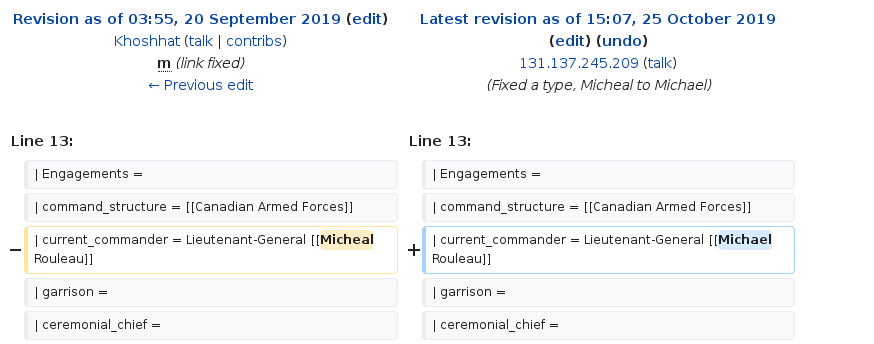 Revision as of 03:55, 20 September 2019 (edit)
Khoshhat (talk | contribs)
m (link fixed)
← Previous edit
Latest revision as of 15:07, 25 October 2019
(edit) (undo)
131.137.245.209 (talk)
(Fixed a type, Micheal to Michael)
Line 13:
| Engagements =
| command_structure = [[Canadian Armed Forces]]
− | current_commander = Lieutenant-General [[Micheal
Rouleau]]
| garrison =
| ceremonial_chief =
Line 13:
| Engagements =
| command_structure = [[Canadian Armed Forces]]
+ | current_commander = Lieutenant-General [[Michael
Rouleau]]
| garrison =
| ceremonial_chief =